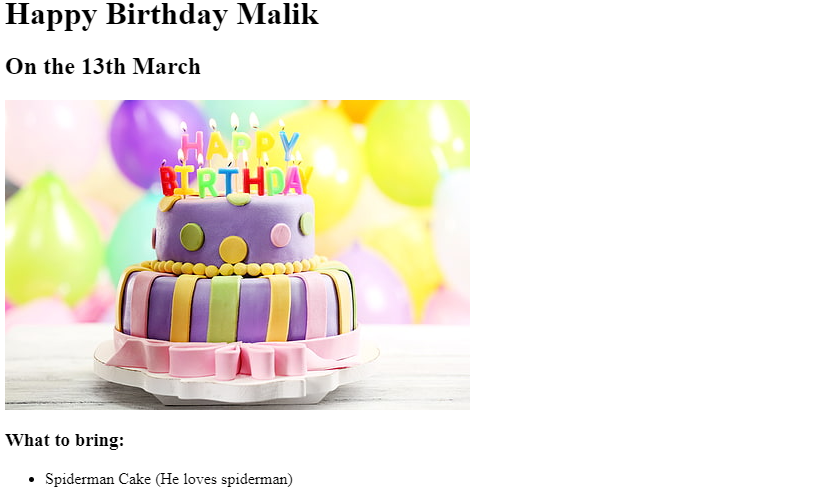 Happy Birthday Malik
On the 13th March
HAPPY
BIRTHDAY
What to bring:
Spiderman Cake (He loves spiderman)